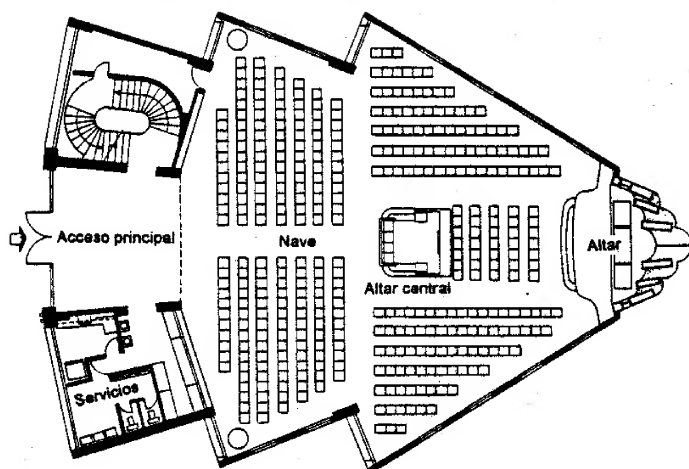 Acceso principal
Nave
Altar
Altar central
Servicios